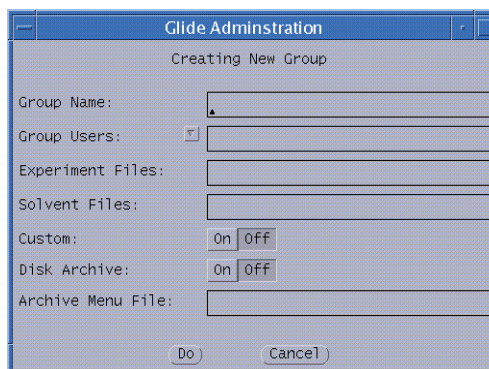 Glide Adminstration
Creating New Group
Group Name:
Group Users:
Experiment Files:
Solvent Files:
Custom: On Off
Disk Archive: On Off
Archive Menu File:
Do Cancel